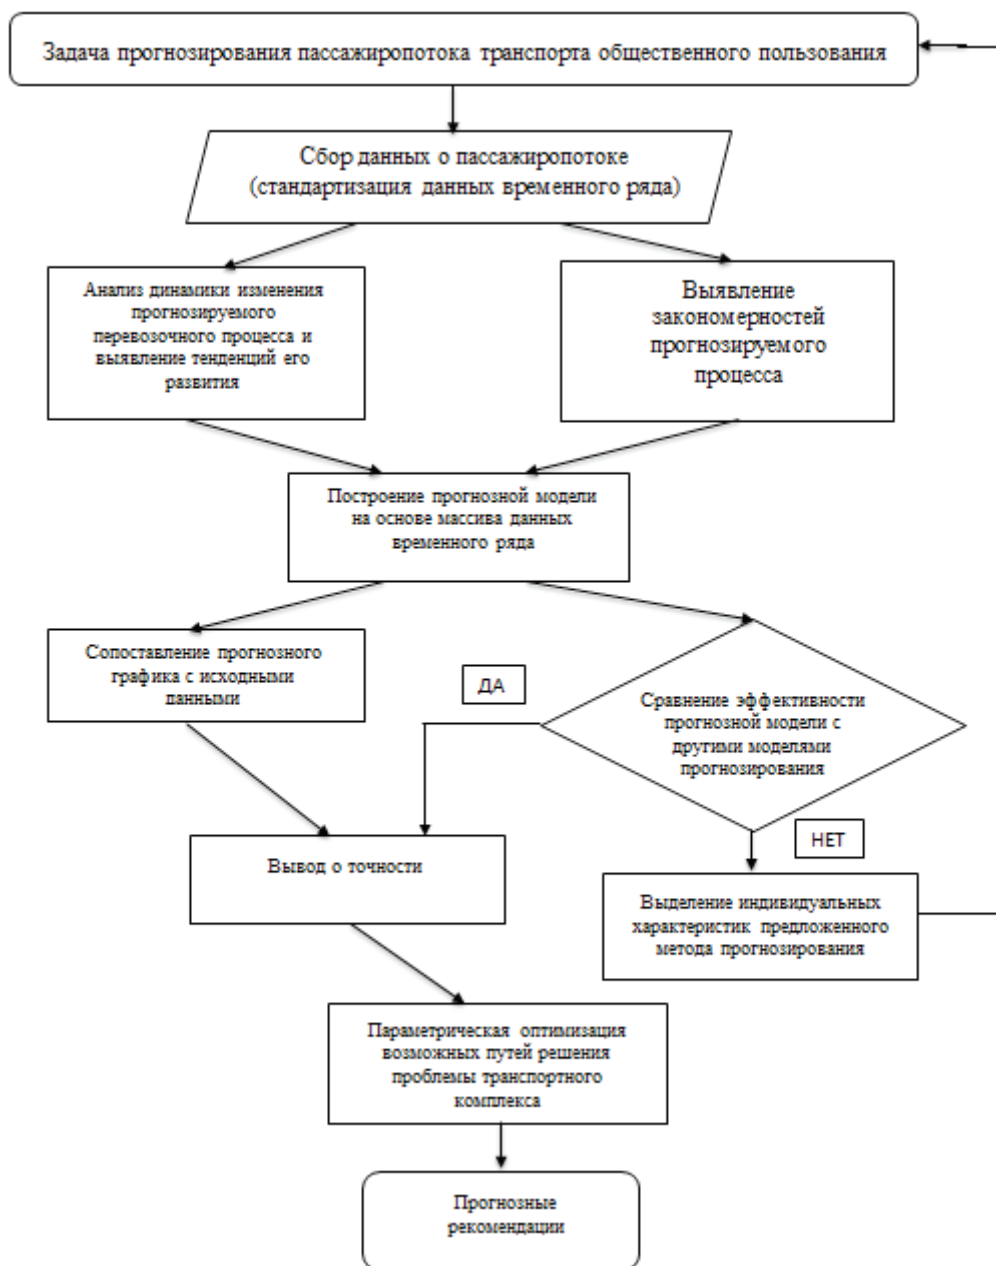 Задача прогнозирования пассажиропотока транспорта общественного пользования
Сбор данных о пассажиропотоке
(стандартизация данных временного ряда)
Анализ динамики изменения
прогнозируемого
перевозочного процесса и
выявление тенденций его
развития
Выявление
закономерностей
прогнозируемого
процесса
Построение прогнозной модели
на основе массива данных
временного ряда
Сопоставление прогнозного
графика с исходными
данными
ДА
Сравнение эффективности
прогнозной модели с
другими моделями
прогнозирования
НЕТ
Вывод о точности
Выделение индивидуальных
характеристик предложенного
метода прогнозирования
Параметрическая оптимизация
возможных путей решения
проблемы транспортного
комплекса
Прогнозные
рекомендации